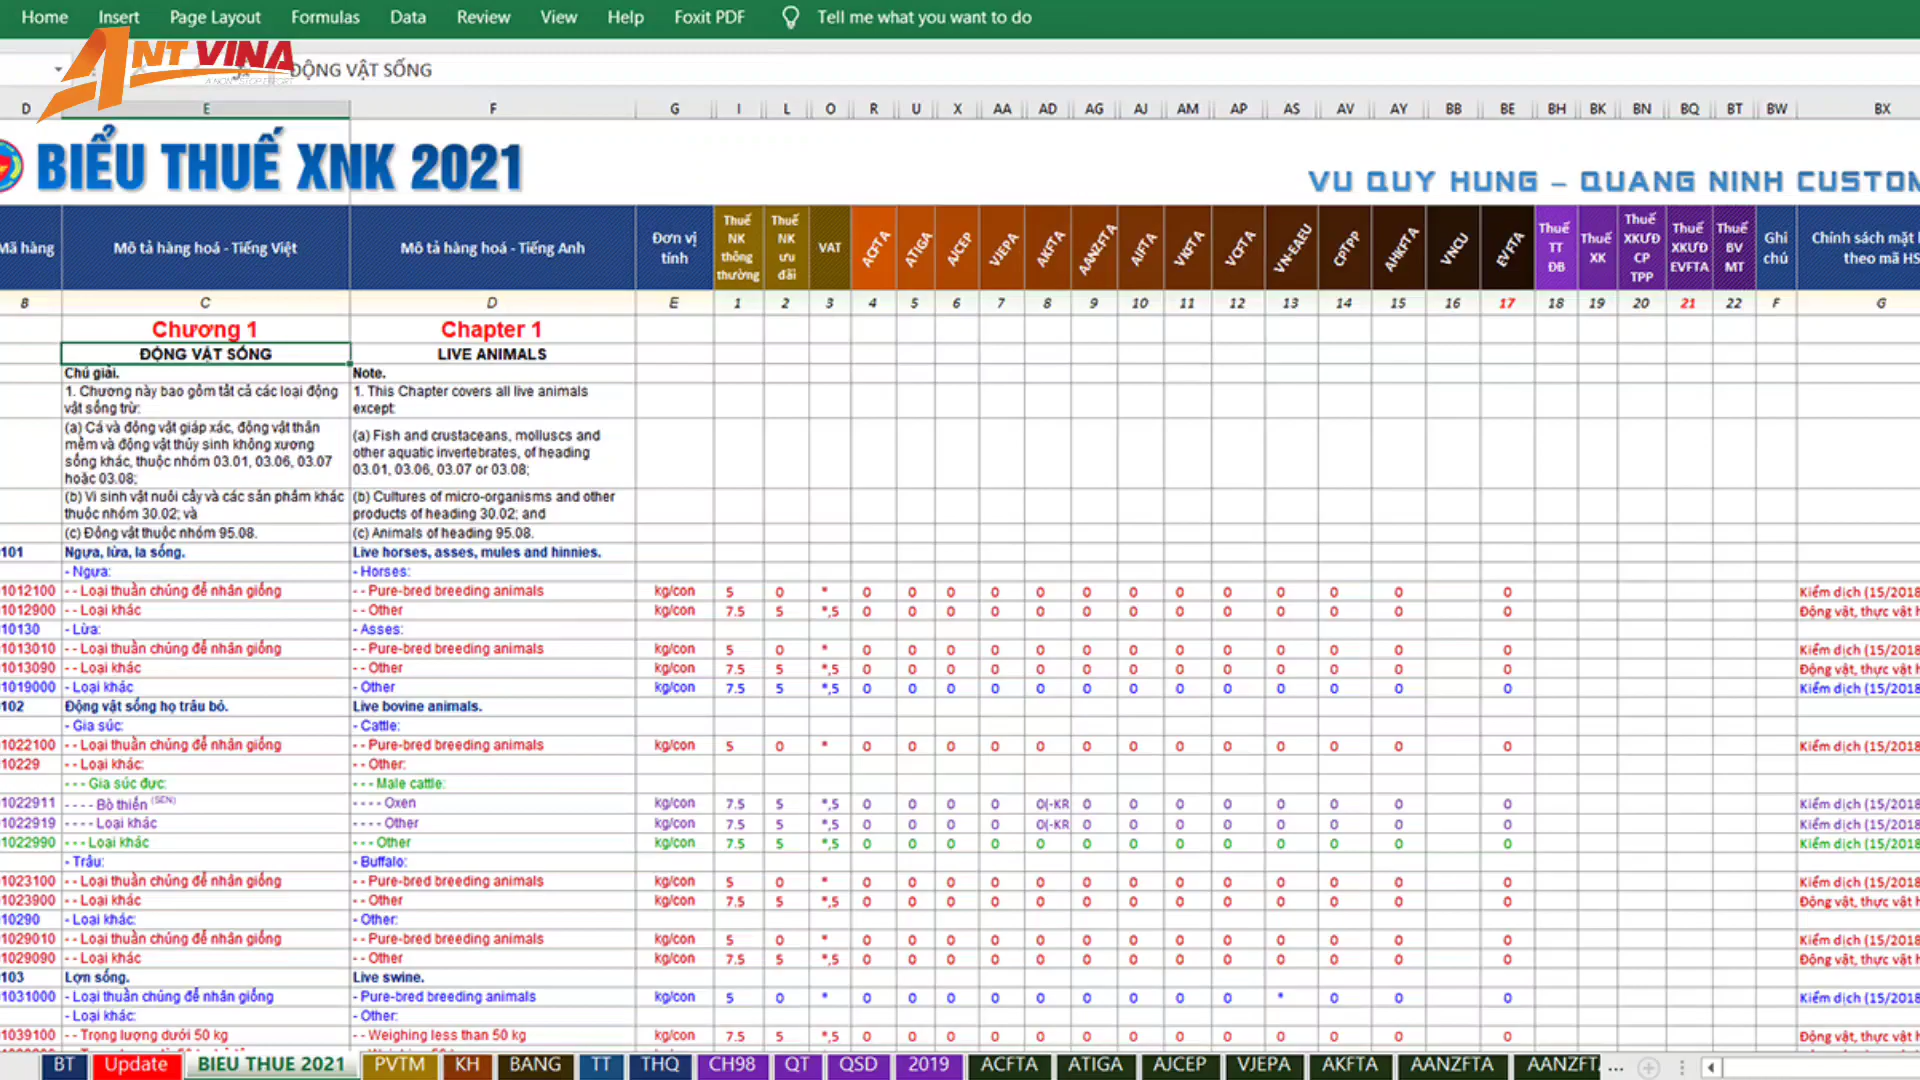 Home Insert Page Layout Formulas Data Review View Help Foxit PDF Tell me what you want to do
ANT VINA
ĐỘNG VẬT SỐNG
D E F G I L O R U X AA AD AG AJ AM AP AS AV AY BB BE BH BK BN BQ BT BW BX
BIỂU THUẾ XNK 2021
VU QUY HUNG – QUANG NINH CUSTOM
Mã hàng Mô tả hàng hoá - Tiếng Việt Mô tả hàng hoá - Tiếng Anh Đơn vị tính Thuế NK thông thường Thuế NK ưu đãi VAT ACFTA ATIGA AJCEP VJEPA AKFTA AANZFTA AIFTA VKFTA VCFTA VN-EAEU CPTPP AHKFTA VNCU EVFTA Thuế TT ĐB Thuế XK Thuế XKƯĐ CP TPP Thuế XKƯĐ EVFTA Thuế BV MT Ghi chú Chính sách mặt theo mã HS
B C D E 1 2 3 4 5 6 7 8 9 10 11 12 13 14 15 16 17 18 19 20 21 22 F G
Chương 1 Chapter 1
ĐỘNG VẬT SỐNG LIVE ANIMALS
Chú giải. Note.
1. Chương này bao gồm tất cả các loại động vật sống trừ: 1. This Chapter covers all live animals except:
(a) Cá và động vật giáp xác, động vật thân mềm và động vật thủy sinh không xương sống khác, thuộc nhóm 03.01, 03.06, 03.07 hoặc 03.08; (a) Fish and crustaceans, molluscs and other aquatic invertebrates, of heading 03.01, 03.06, 03.07 or 03.08;
(b) Vi sinh vật nuôi cấy và các sản phẩm khác thuộc nhóm 30.02; và (b) Cultures of micro-organisms and other products of heading 30.02; and
(c) Động vật thuộc nhóm 95.08. (c) Animals of heading 95.08.
101 Ngựa, lừa, la sống. Live horses, asses, mules and hinnies.
- Ngựa: - Horses:
1012100 - - Loại thuần chủng để nhân giống - - Pure-bred breeding animals kg/con 5 0 * 0 0 0 0 0 0 0 0 0 0 0 0 0 Kiểm dịch (15/2018
1012900 - - Loại khác - - Other kg/con 7.5 5 *,5 0 0 0 0 0 0 0 0 0 0 0 0 0 Động vật, thực vật h
10130 - Lừa: - Asses:
1013010 - - Loại thuần chủng để nhân giống - - Pure-bred breeding animals kg/con 5 0 * 0 0 0 0 0 0 0 0 0 0 0 0 0 Kiểm dịch (15/2018
1013090 - - Loại khác - - Other kg/con 7.5 5 *,5 0 0 0 0 0 0 0 0 0 0 0 0 0 Động vật, thực vật h
1019000 - Loại khác - Other kg/con 7.5 5 *,5 0 0 0 0 0 0 0 0 0 0 0 0 0 Kiểm dịch (15/2018
102 Động vật sống họ trâu bò. Live bovine animals.
- Gia súc: - Cattle:
1022100 - - Loại thuần chủng để nhân giống - - Pure-bred breeding animals kg/con 5 0 * 0 0 0 0 0 0 0 0 0 0 0 0 0 Kiểm dịch (15/2018
10229 - - Loại khác: - - Other:
- - - Gia súc đực: - - - Male cattle:
1022911 - - - - Bò thiến (SEN) - - - - Oxen kg/con 7.5 5 *,5 0 0 0 0 0(-KR 0 0 0 0 0 0 0 0 Kiểm dịch (15/2018
1022919 - - - - Loại khác - - - - Other kg/con 7.5 5 *,5 0 0 0 0 0(-KR 0 0 0 0 0 0 0 0 Kiểm dịch (15/2018
1022990 - - - Loại khác - - - Other kg/con 7.5 5 *,5 0 0 0 0 0 0 0 0 0 0 0 0 0 Kiểm dịch (15/2018
- Trâu: - Buffalo:
1023100 - - Loại thuần chủng để nhân giống - - Pure-bred breeding animals kg/con 5 0 * 0 0 0 0 0 0 0 0 0 0 0 0 0 Kiểm dịch (15/2018
1023900 - - Loại khác - - Other kg/con 7.5 5 *,5 0 0 0 0 0 0 0 0 0 0 0 0 0 Động vật, thực vật h
10290 - Loại khác: - Other:
1029010 - - Loại thuần chủng để nhân giống - - Pure-bred breeding animals kg/con 5 0 * 0 0 0 0 0 0 0 0 0 0 0 0 0 Kiểm dịch (15/2018
1029090 - - Loại khác - - Other kg/con 7.5 5 *,5 0 0 0 0 0 0 0 0 0 0 0 0 0 Động vật, thực vật h
103 Lợn sống. Live swine.
1031000 - Loại thuần chủng để nhân giống - Pure-bred breeding animals kg/con 5 0 * 0 0 0 0 0 0 0 0 0 * 0 0 0 Kiểm dịch (15/2018
- Loại khác: - Other:
1039100 - - Trọng lượng dưới 50 kg - - Weighing less than 50 kg kg/con 7.5 5 *,5 0 0 0 0 0 0 0 0 0 0 0 0 0 Động vật, thực vật h
BT Update BIEU THUE 2021 PVTM KH BANG TT THQ CH98 QT QSD 2019 ACFTA ATIGA AJCEP VJEPA AKFTA AANZFTA AANZFTA ...